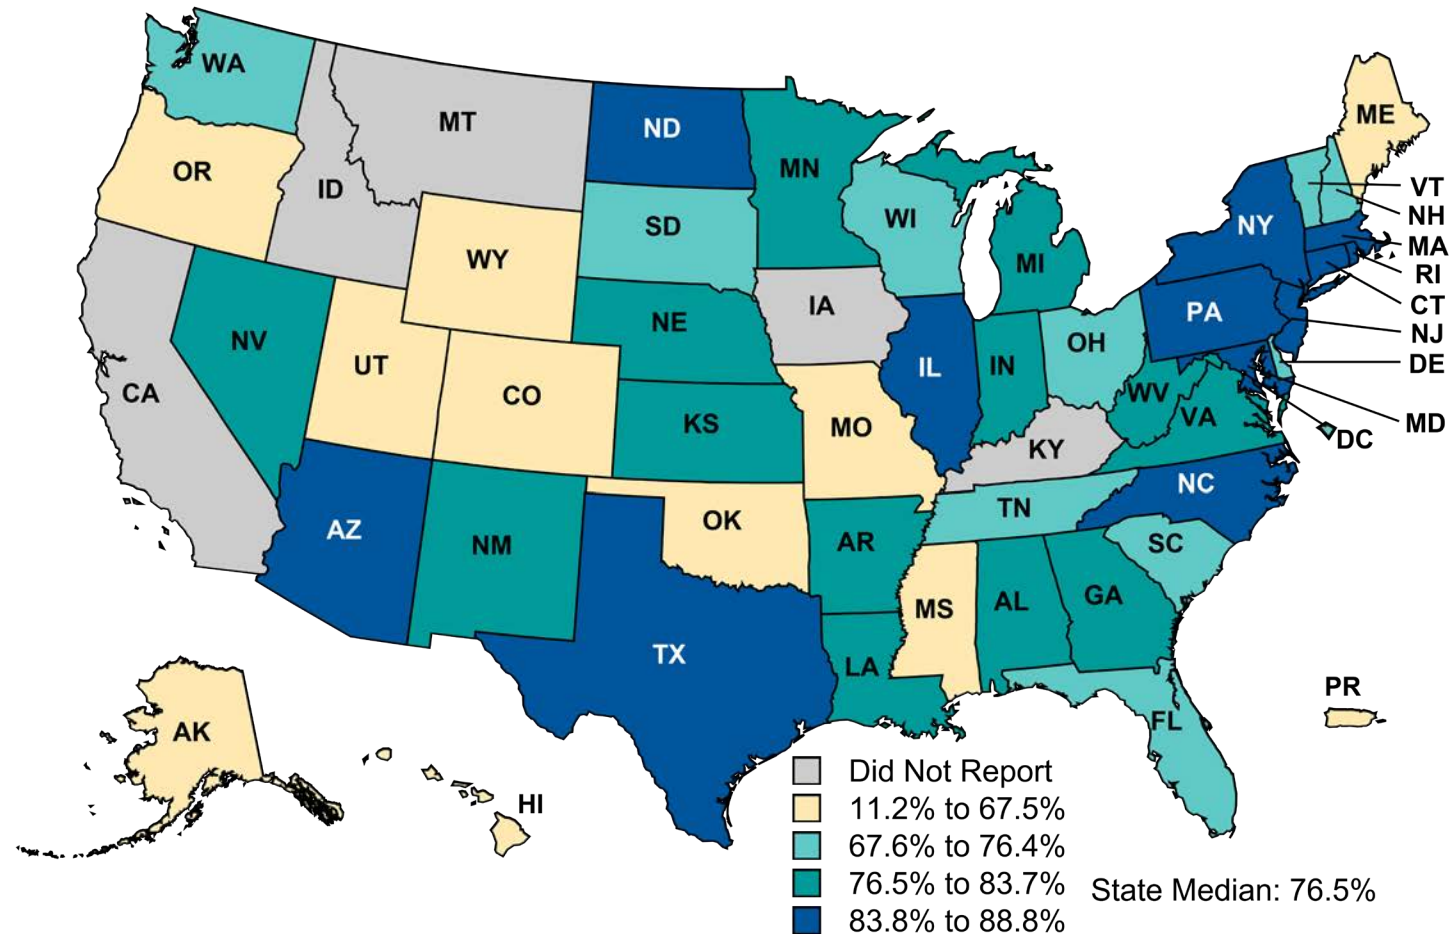 WA
MT
ND
MN
ME
OR
ID
SD
WI
VT
NH
NY
MA
WY
MI
RI
CT
IA
NE
PA
NJ
NV
UT
CO
IL
IN
OH
DE
CA
KS
MO
WV
VA
MD
KY
DC
AZ
NM
OK
AR
TN
NC
SC
MS
AL
GA
TX
LA
FL
PR
AK
HI
Did Not Report
11.2% to 67.5%
67.6% to 76.4%
76.5% to 83.7%
83.8% to 88.8%
State Median: 76.5%